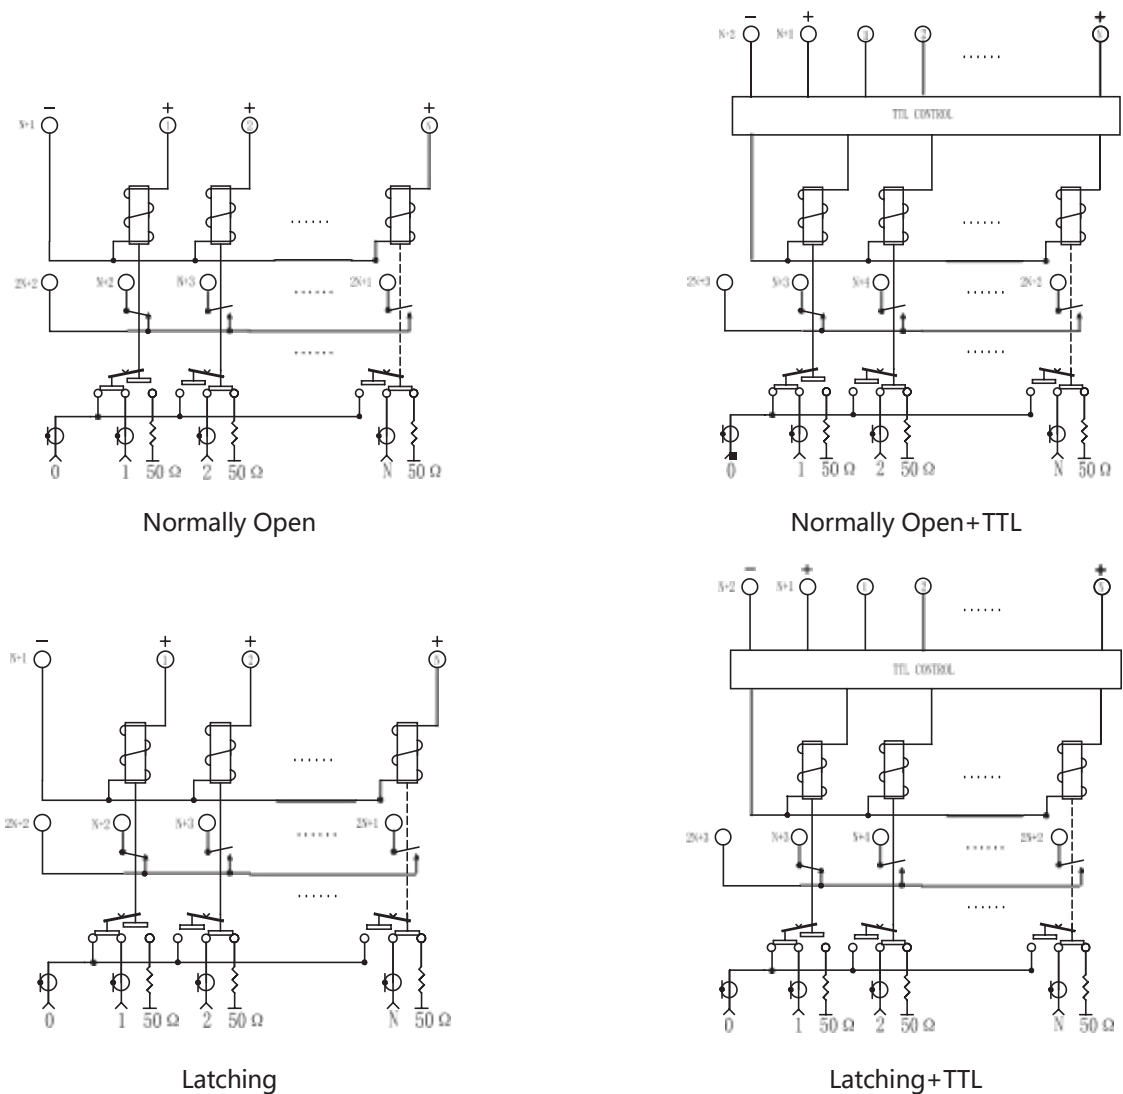 − + +
N+1 1 2 N
+ + +
−
2N+2 N+2 N+3 2N+1
......
......
......
0 1 50 Ω 2 50 Ω N 50 Ω
Normally Open
− + +
N+2 N+1 2 N
......
TTL CONTROL
......
2N+3 N+3 N+4 2N+2
......
......
0 1 50 Ω 2 50 Ω N 50 Ω
Normally Open+TTL
− + + +
N+1 1 2 N
......
2N+2 N+2 N+3 2N+1
......
......
0 1 50 Ω 2 50 Ω N 50 Ω
Latching
− + +
N+2 N+1 1 2 N
......
TTL CONTROL
......
2N+3 N+3 N+4 2N+2
......
......
0 1 50 Ω 2 50 Ω N 50 Ω
Latching+TTL